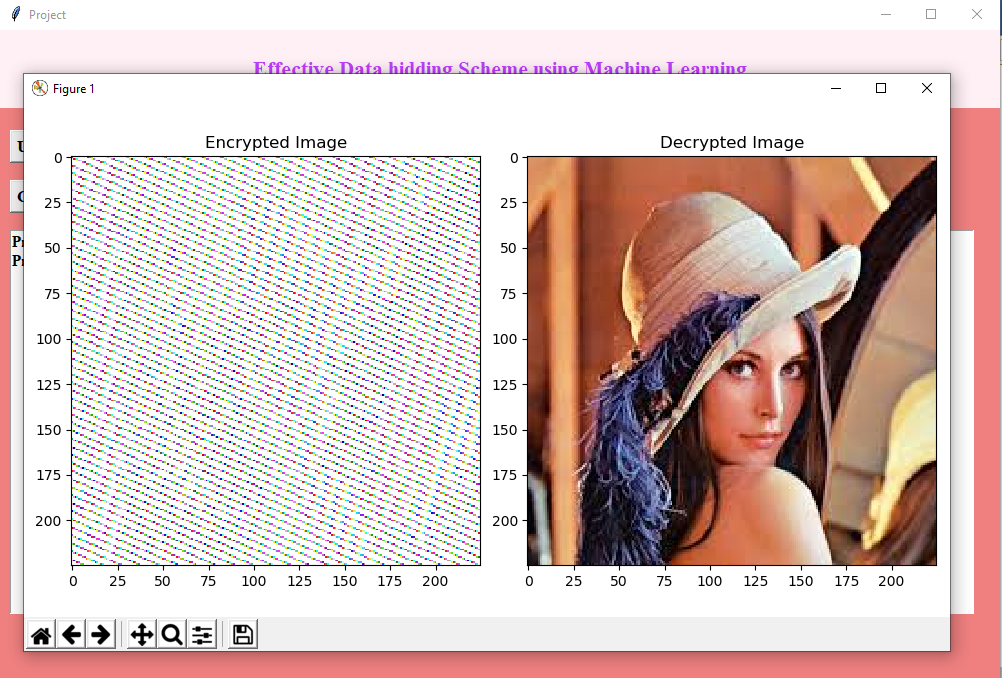 Project
Effective Data hidding Scheme using Machine Learning
Figure 1
Encrypted Image
Decrypted Image
0
25
50
75
100
125
150
175
200
0 25 50 75 100 125 150 175 200
0
25
50
75
100
125
150
175
200
0 25 50 75 100 125 150 175 200